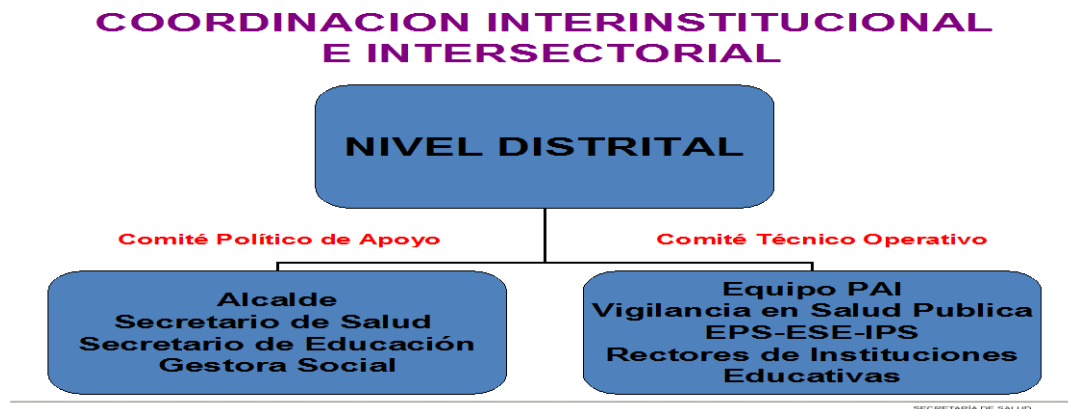 COORDINACION INTERINSTITUCIONAL
E INTERSECTORIAL
NIVEL DISTRITAL
Comité Político de Apoyo
Comité Técnico Operativo
Alcalde
Secretario de Salud
Secretario de Educación
Gestora Social
Equipo PAI
Vigilancia en Salud Publica
EPS-ESE-IPS
Rectores de Instituciones
Educativas
SECRETARÍA DE SALUD